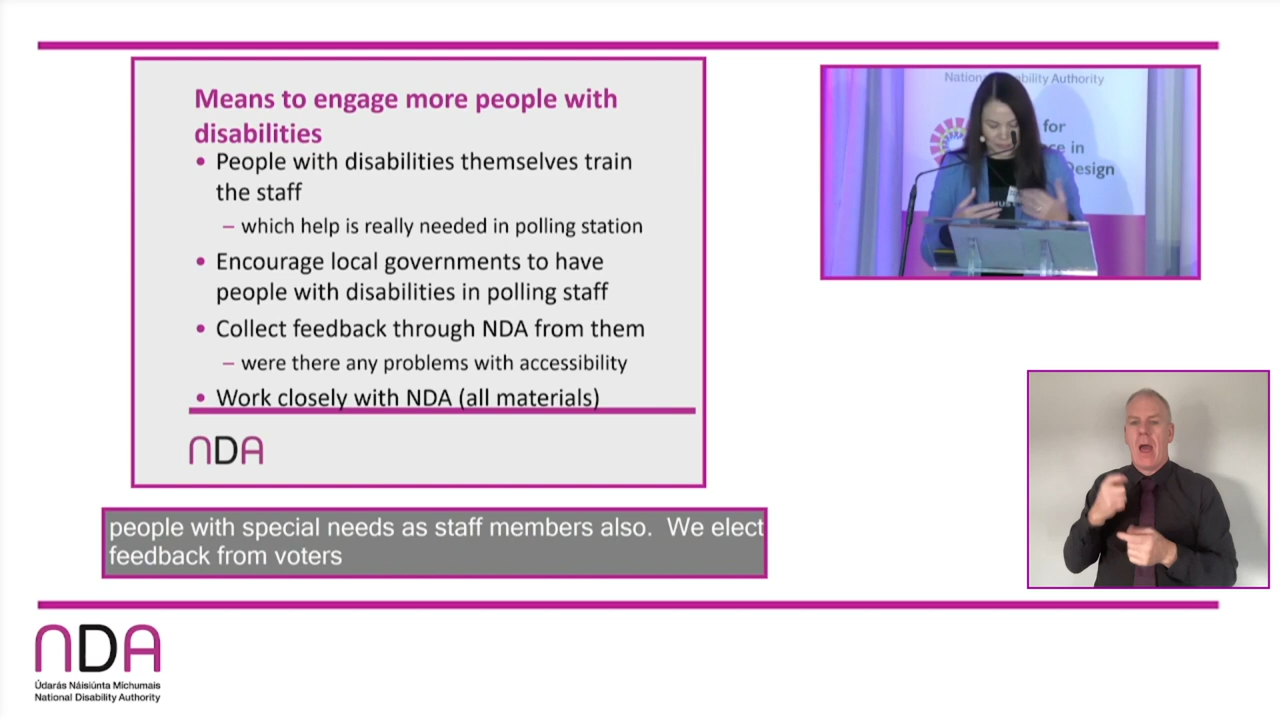 Means to engage more people with
disabilities
• People with disabilities themselves train
the staff
– which help is really needed in polling station
• Encourage local governments to have
people with disabilities in polling staff
• Collect feedback through NDA from them
– were there any problems with accessibility
• Work closely with NDA (all materials)
NDA
National Disability Authority
for
in
Design
people with special needs as staff members also.  We elect
feedback from voters
NDA
Údarás Náisiúnta Míchumais
National Disability Authority